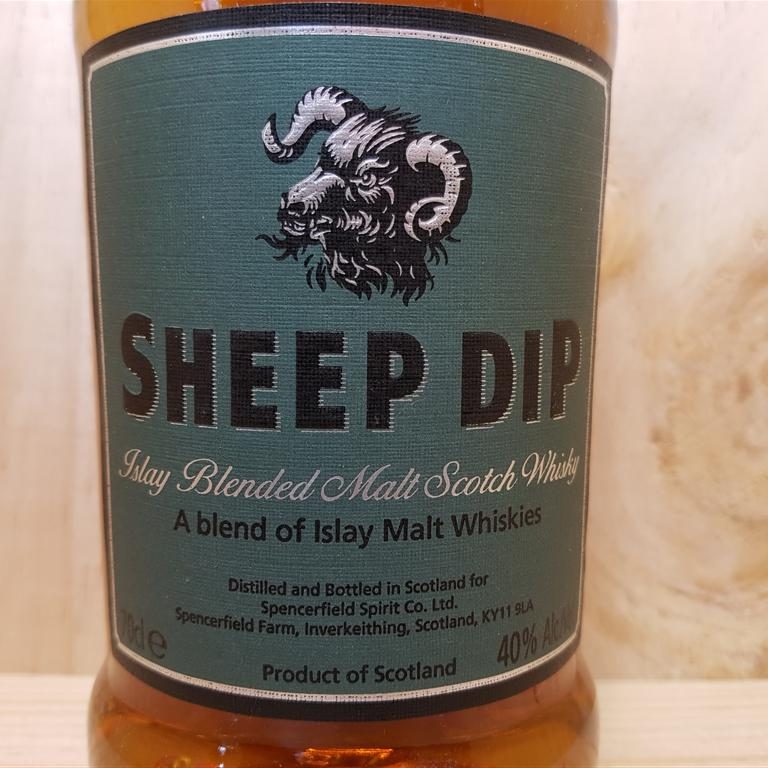 SHEEP DIP
Islay Blended Malt Scotch Whisky
A blend of Islay Malt Whiskies
Distilled and Bottled in Scotland for
Spencerfield Spirit Co. Ltd.
Spencerfield Farm, Inverkeithing, Scotland, KY11 9LA
70cl e
40% Alc
Product of Scotland